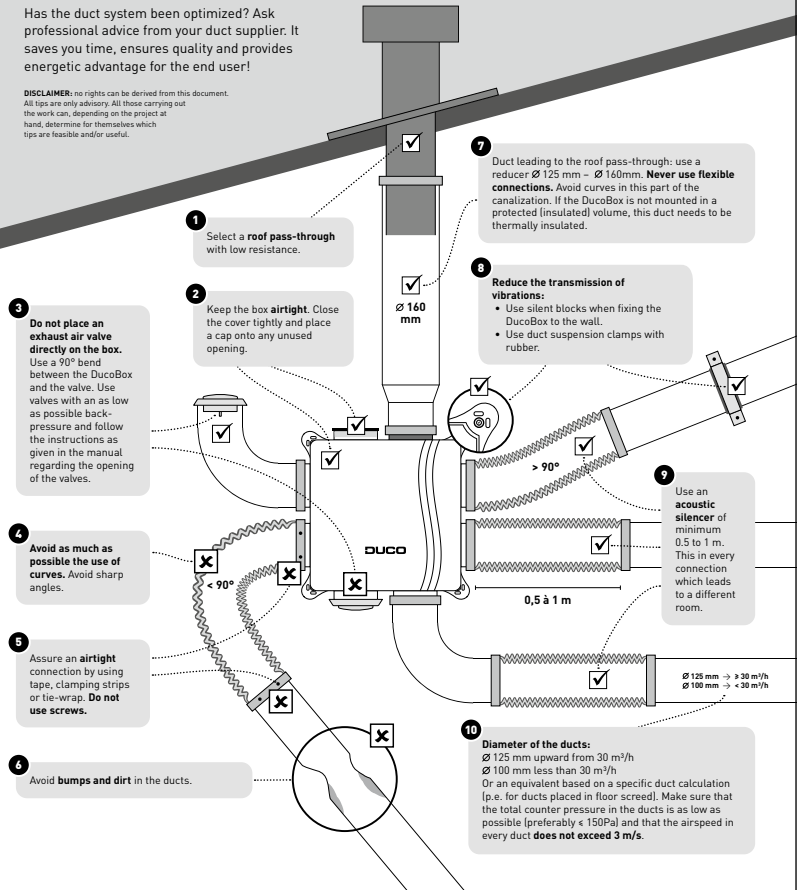 Has the duct system been optimized? Ask
professional advice from your duct supplier. It
saves you time, ensures quality and provides
energetic advantage for the end user!
DISCLAIMER: no rights can be derived from this document.
All tips are only advisory. All those carrying out
the work can, depending on the project at
hand, determine for themselves which
tips are feasible and/or useful.
1
Select a roof pass-through
with low resistance.
2
Keep the box airtight. Close
the cover tightly and place
a cap onto any unused
opening.
3
Do not place an
exhaust air valve
directly on the box.
Use a 90° bend
between the DucoBox
and the valve. Use
valves with an as low
as possible back-
pressure and follow
the instructions as
given in the manual
regarding the opening
of the valves.
4
Avoid as much as
possible the use of
curves. Avoid sharp
angles.
5
Assure an airtight
connection by using
tape, clamping strips
or tie-wrap. Do not
use screws.
6
Avoid bumps and dirt in the ducts.
7
Duct leading to the roof pass-through: use a
reducer Ø 125 mm – Ø 160mm. Never use flexible
connections. Avoid curves in this part of the
canalization. If the DucoBox is not mounted in a
protected (insulated) volume, this duct needs to be
thermally insulated.
8
Reduce the transmission of
vibrations:
• Use silent blocks when fixing the
DucoBox to the wall.
• Use duct suspension clamps with
rubber.
9
Use an
acoustic
silencer of
minimum
0.5 to 1 m.
This in every
connection
which leads
to a different
room.
10
Diameter of the ducts:
Ø 125 mm upward from 30 m³/h
Ø 100 mm less than 30 m³/h
Or an equivalent based on a specific duct calculation
(p.e. for ducts placed in floor screed). Make sure that
the total counter pressure in the ducts is as low as
possible (preferably ⩽ 150Pa) and that the airspeed in
every duct does not exceed 3 m/s.
Ø 160
mm
> 90°
< 90°
DUCO
0,5 à 1 m
Ø 125 mm → ⩾ 30 m³/h
Ø 100 mm → < 30 m³/h